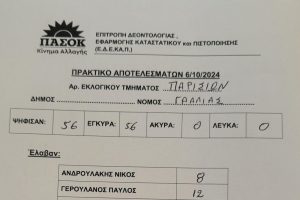 ΠΑΣΟΚ
Κίνημα Αλλαγής
ΕΠΙΤΡΟΠΗ ΔΕΟΝΤΟΛΟΓΙΑΣ,
ΕΦΑΡΜΟΓΗΣ ΚΑΤΑΣΤΑΤΙΚΟΥ και ΠΙΣΤΟΠΟΙΗΣΗΣ
(Ε.Δ.Ε.ΚΑ.Π.)
ΠΡΑΚΤΙΚΟ ΑΠΟΤΕΛΕΣΜΑΤΩΝ 6/10/2024
Αρ. ΕΚΛΟΓΙΚΟΥ ΤΜΗΜΑΤΟΣ ΠΑΡΙΣΙΩΝ
ΔΗΜΟΣ ΝΟΜΟΣ ΓΑΛΛΙΑΣ
ΨΗΦΙΣΑΝ: 56 ΕΓΚΥΡΑ: 56 ΑΚΥΡΑ: 0 ΛΕΥΚΑ: 0
Έλαβαν:
ΑΝΔΡΟΥΛΑΚΗΣ ΝΙΚΟΣ 8
ΓΕΡΟΥΛΑΝΟΣ ΠΑΥΛΟΣ 12